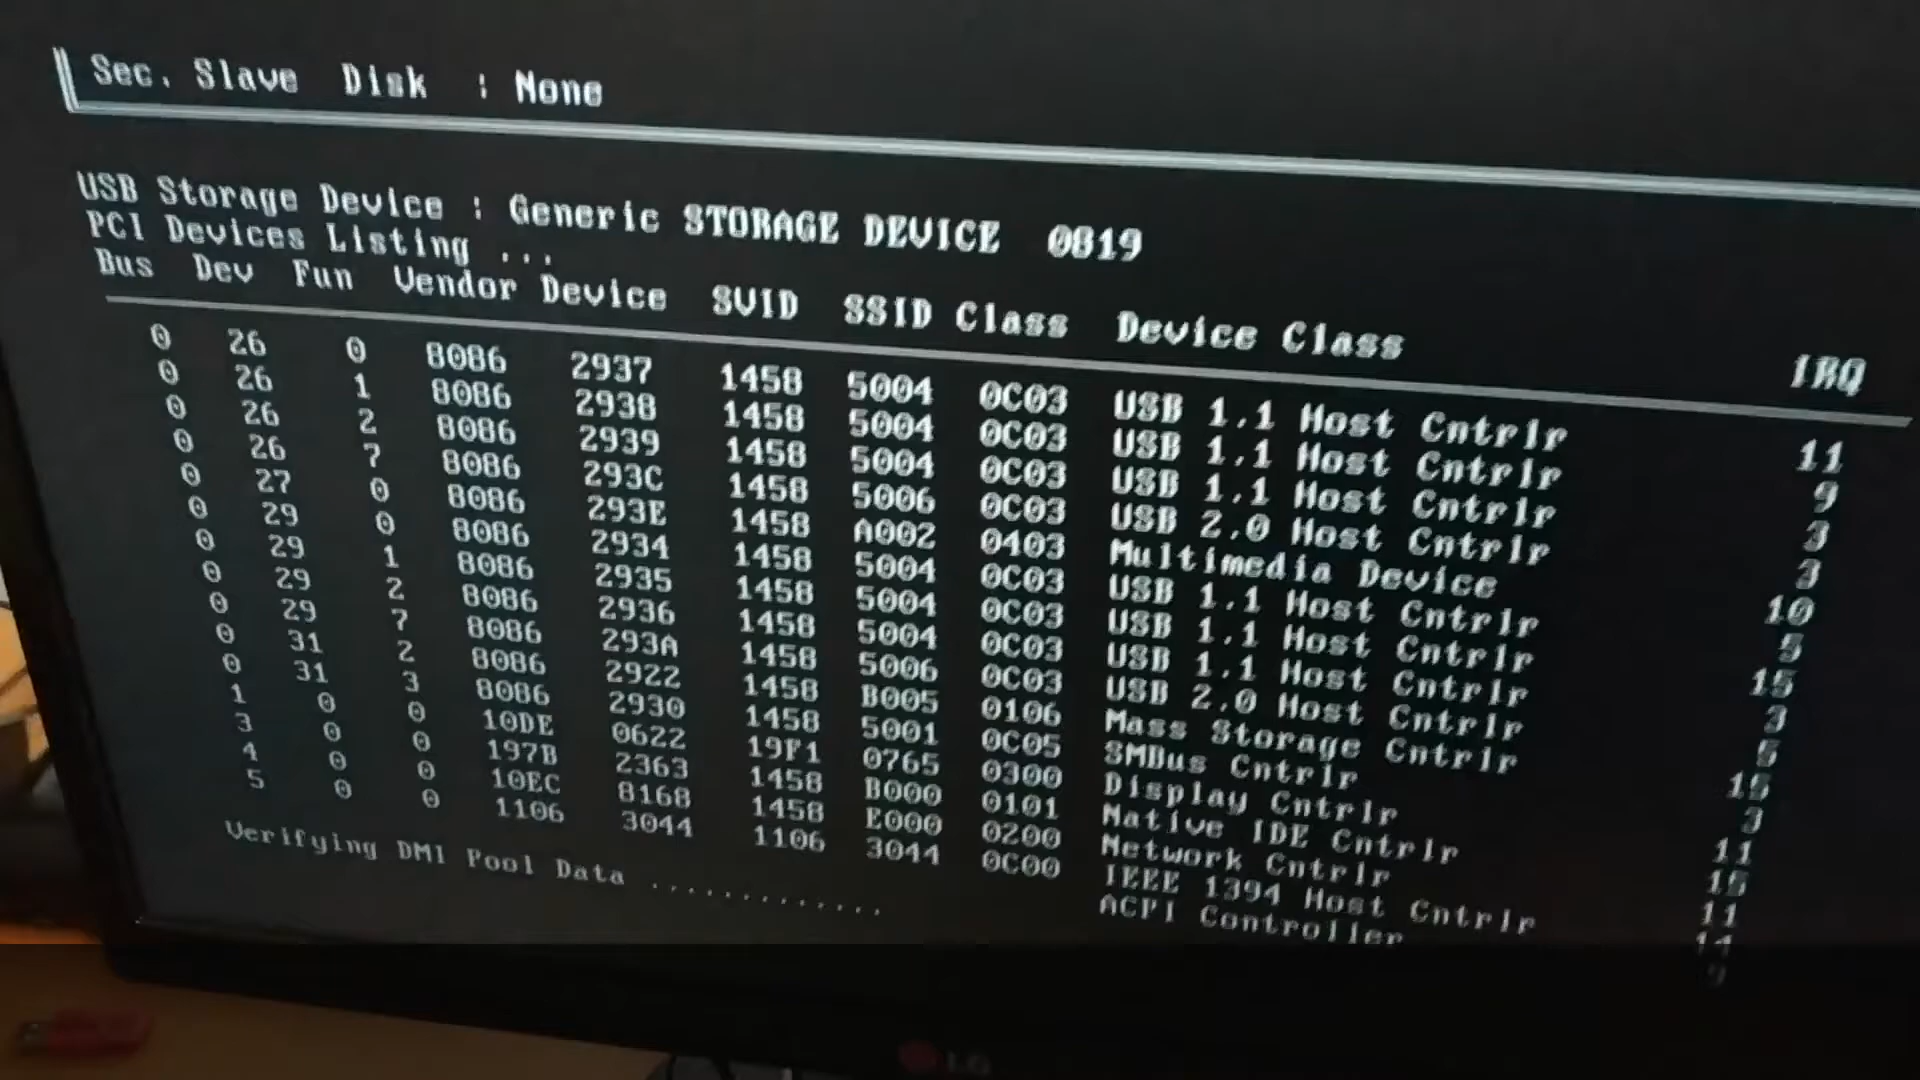 Sec. Slave Disk : None
USB Storage Device : Generic STORAGE DEVICE 0819
PCI Devices Listing ...
Bus Dev Fun Vendor Device SVID SSID Class Device Class IRQ
0 26 0 8086 2937 1458 5004 0C03 USB 1.1 Host Cntrlr 11
0 26 1 8086 2938 1458 5004 0C03 USB 1.1 Host Cntrlr 9
0 26 2 8086 2939 1458 5004 0C03 USB 1.1 Host Cntrlr 3
0 26 7 8086 293C 1458 5006 0C03 USB 2.0 Host Cntrlr 3
0 27 0 8086 293E 1458 A002 0403 Multimedia Device 10
0 29 0 8086 2934 1458 5004 0C03 USB 1.1 Host Cntrlr 5
0 29 1 8086 2935 1458 5004 0C03 USB 1.1 Host Cntrlr 15
0 29 2 8086 2936 1458 5004 0C03 USB 1.1 Host Cntrlr 3
0 29 7 8086 293A 1458 5006 0C03 USB 2.0 Host Cntrlr 5
0 31 2 8086 2922 1458 B005 0106 Mass Storage Cntrlr 15
0 31 3 8086 2930 1458 5001 0C05 SMBus Cntrlr 3
1 0 0 10DE 0622 19F1 0765 0300 Display Cntrlr 11
3 0 0 197B 2363 1458 B000 0101 Native IDE Cntrlr 15
4 0 0 10EC 8168 1458 E000 0200 Network Cntrlr 11
5 0 0 1106 3044 1106 3044 0C00 IEEE 1394 Host Cntrlr 14
ACPI Controller 9
Verifying DMI Pool Data ............
LG